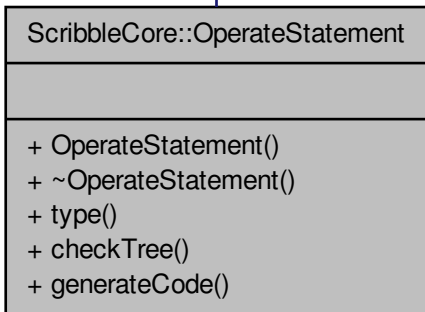 ScribbleCore::OperateStatement
+ OperateStatement()
+ ~OperateStatement()
+ type()
+ checkTree()
+ generateCode()